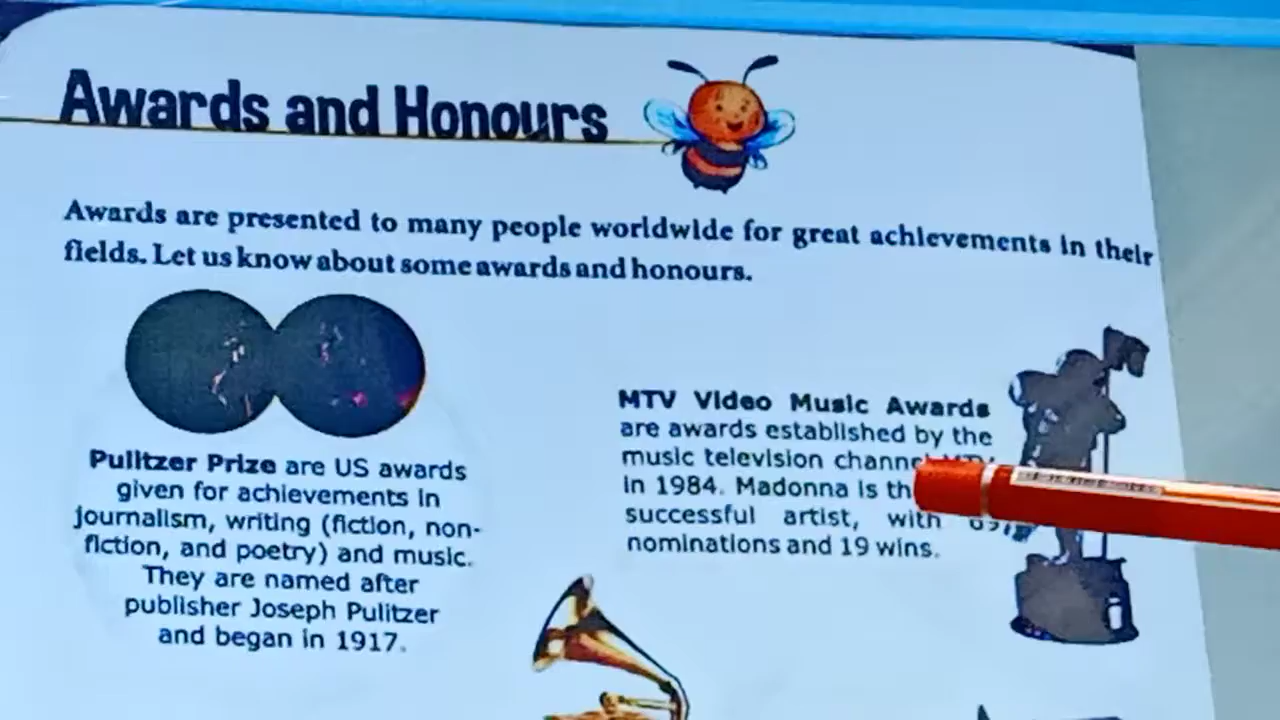 Awards and Honours
Awards are presented to many people worldwide for great achievements in their
fields. Let us know about some awards and honours.
Pulitzer Prize are US awards
given for achievements in
journalism, writing (fiction, non-
fiction, and poetry) and music.
They are named after
publisher Joseph Pulitzer
and began in 1917.
MTV Video Music Awards
are awards established by the
music television channel MTV
in 1984. Madonna is
successful artist, with 69
nominations and 19 wins.